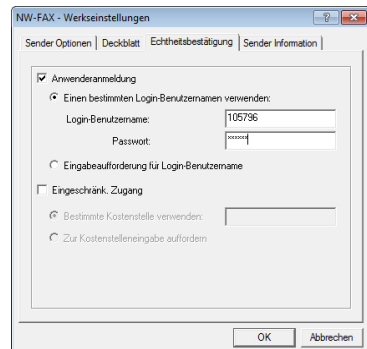 NW-FAX - Werkseinstellungen
Sender Optionen Deckblatt Echtheitsbestätigung Sender Information
Anwenderanmeldung
Einen bestimmten Login-Benutzernamen verwenden:
Login-Benutzername: 105796
Passwort: ××××××
Eingabeaufforderung für Login-Benutzername
Eingeschränk. Zugang
Bestimmte Kostenstelle verwenden:
Zur Kostenstelleneingabe auffordern
OK Abbrechen